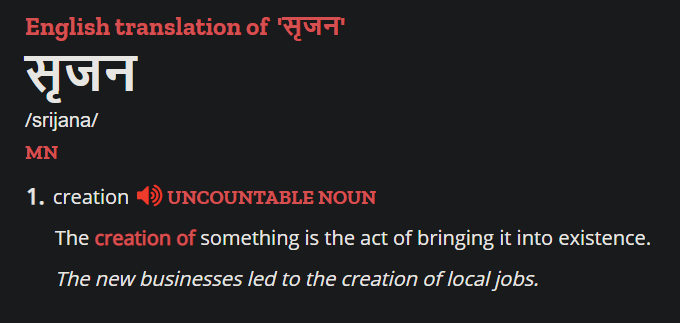 English translation of 'सृजन'
सृजन
/srijana/
MN
1. creation UNCOUNTABLE NOUN
The creation of something is the act of bringing it into existence.
The new businesses led to the creation of local jobs.